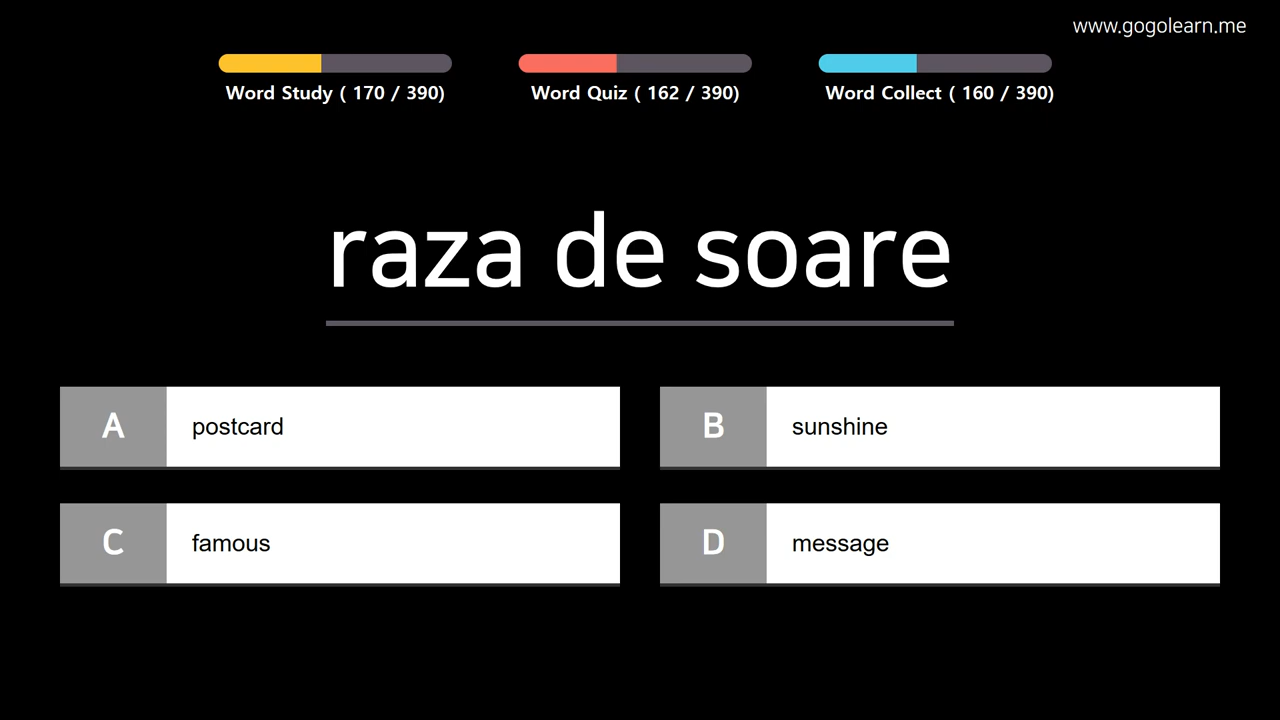 www.gogolearn.me
Word Study ( 170 / 390)
Word Quiz ( 162 / 390)
Word Collect ( 160 / 390)
raza de soare
A postcard
B sunshine
C famous
D message